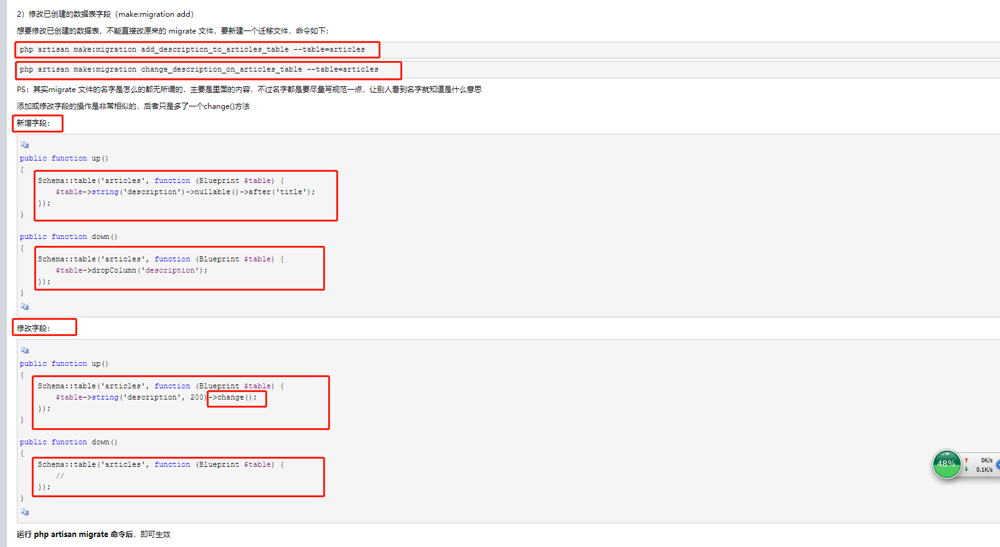 2）修改已创建的数据表字段（make:migration add）
想要修改已创建的数据表，不能直接改原来的 migrate 文件，要新建一个迁移文件，命令如下：
php artisan make:migration add_description_to_articles_table --table=articles
php artisan make:migration change_description_on_articles_table --table=articles
PS：其实migrate 文件的名字是怎么的都无所谓的，主要是里面的内容，不过名字都是要尽量写规范一点，让别人看到名字就知道是什么意思
添加或修改字段的操作是非常相似的，后者只是多了一个change()方法
新增字段：
public function up()
{
    Schema::table('articles', function (Blueprint $table) {
        $table->string('description')->nullable()->after('title');
    });
}
public function down()
{
    Schema::table('articles', function (Blueprint $table) {
        $table->dropColumn('description');
    });
}
修改字段：
public function up()
{
    Schema::table('articles', function (Blueprint $table) {
        $table->string('description', 200)->change();
    });
}
public function down()
{
    Schema::table('articles', function (Blueprint $table) {
        //
    });
}
48%
↑ 0K/s
↓ 0.1K/s
运行 php artisan migrate 命令后，即可生效